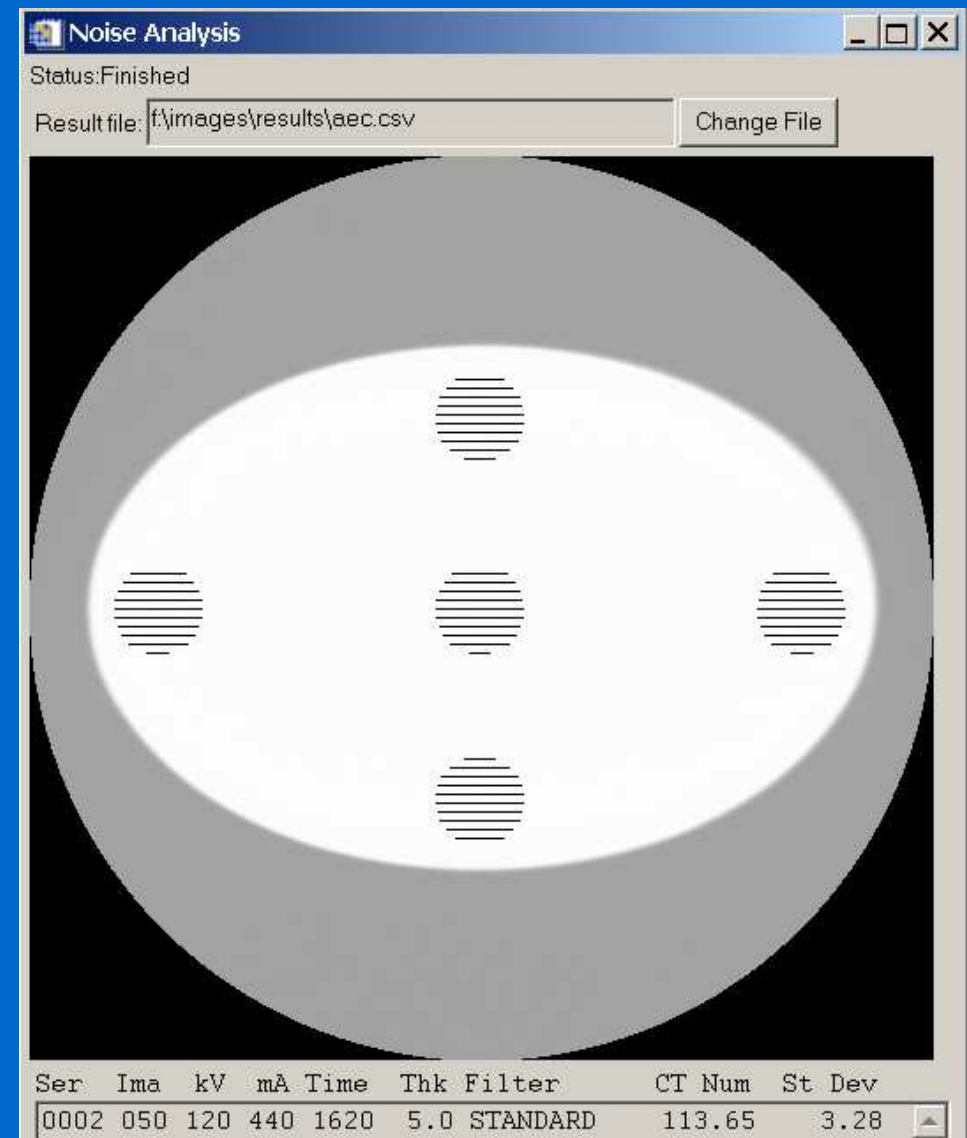 Noise Analysis
Status:Finished
Result file: f:\images\results\aec.csv Change File
Ser Ima kV mA Time Thk Filter CT Num St Dev
0002 050 120 440 1620 5.0 STANDARD 113.65 3.28